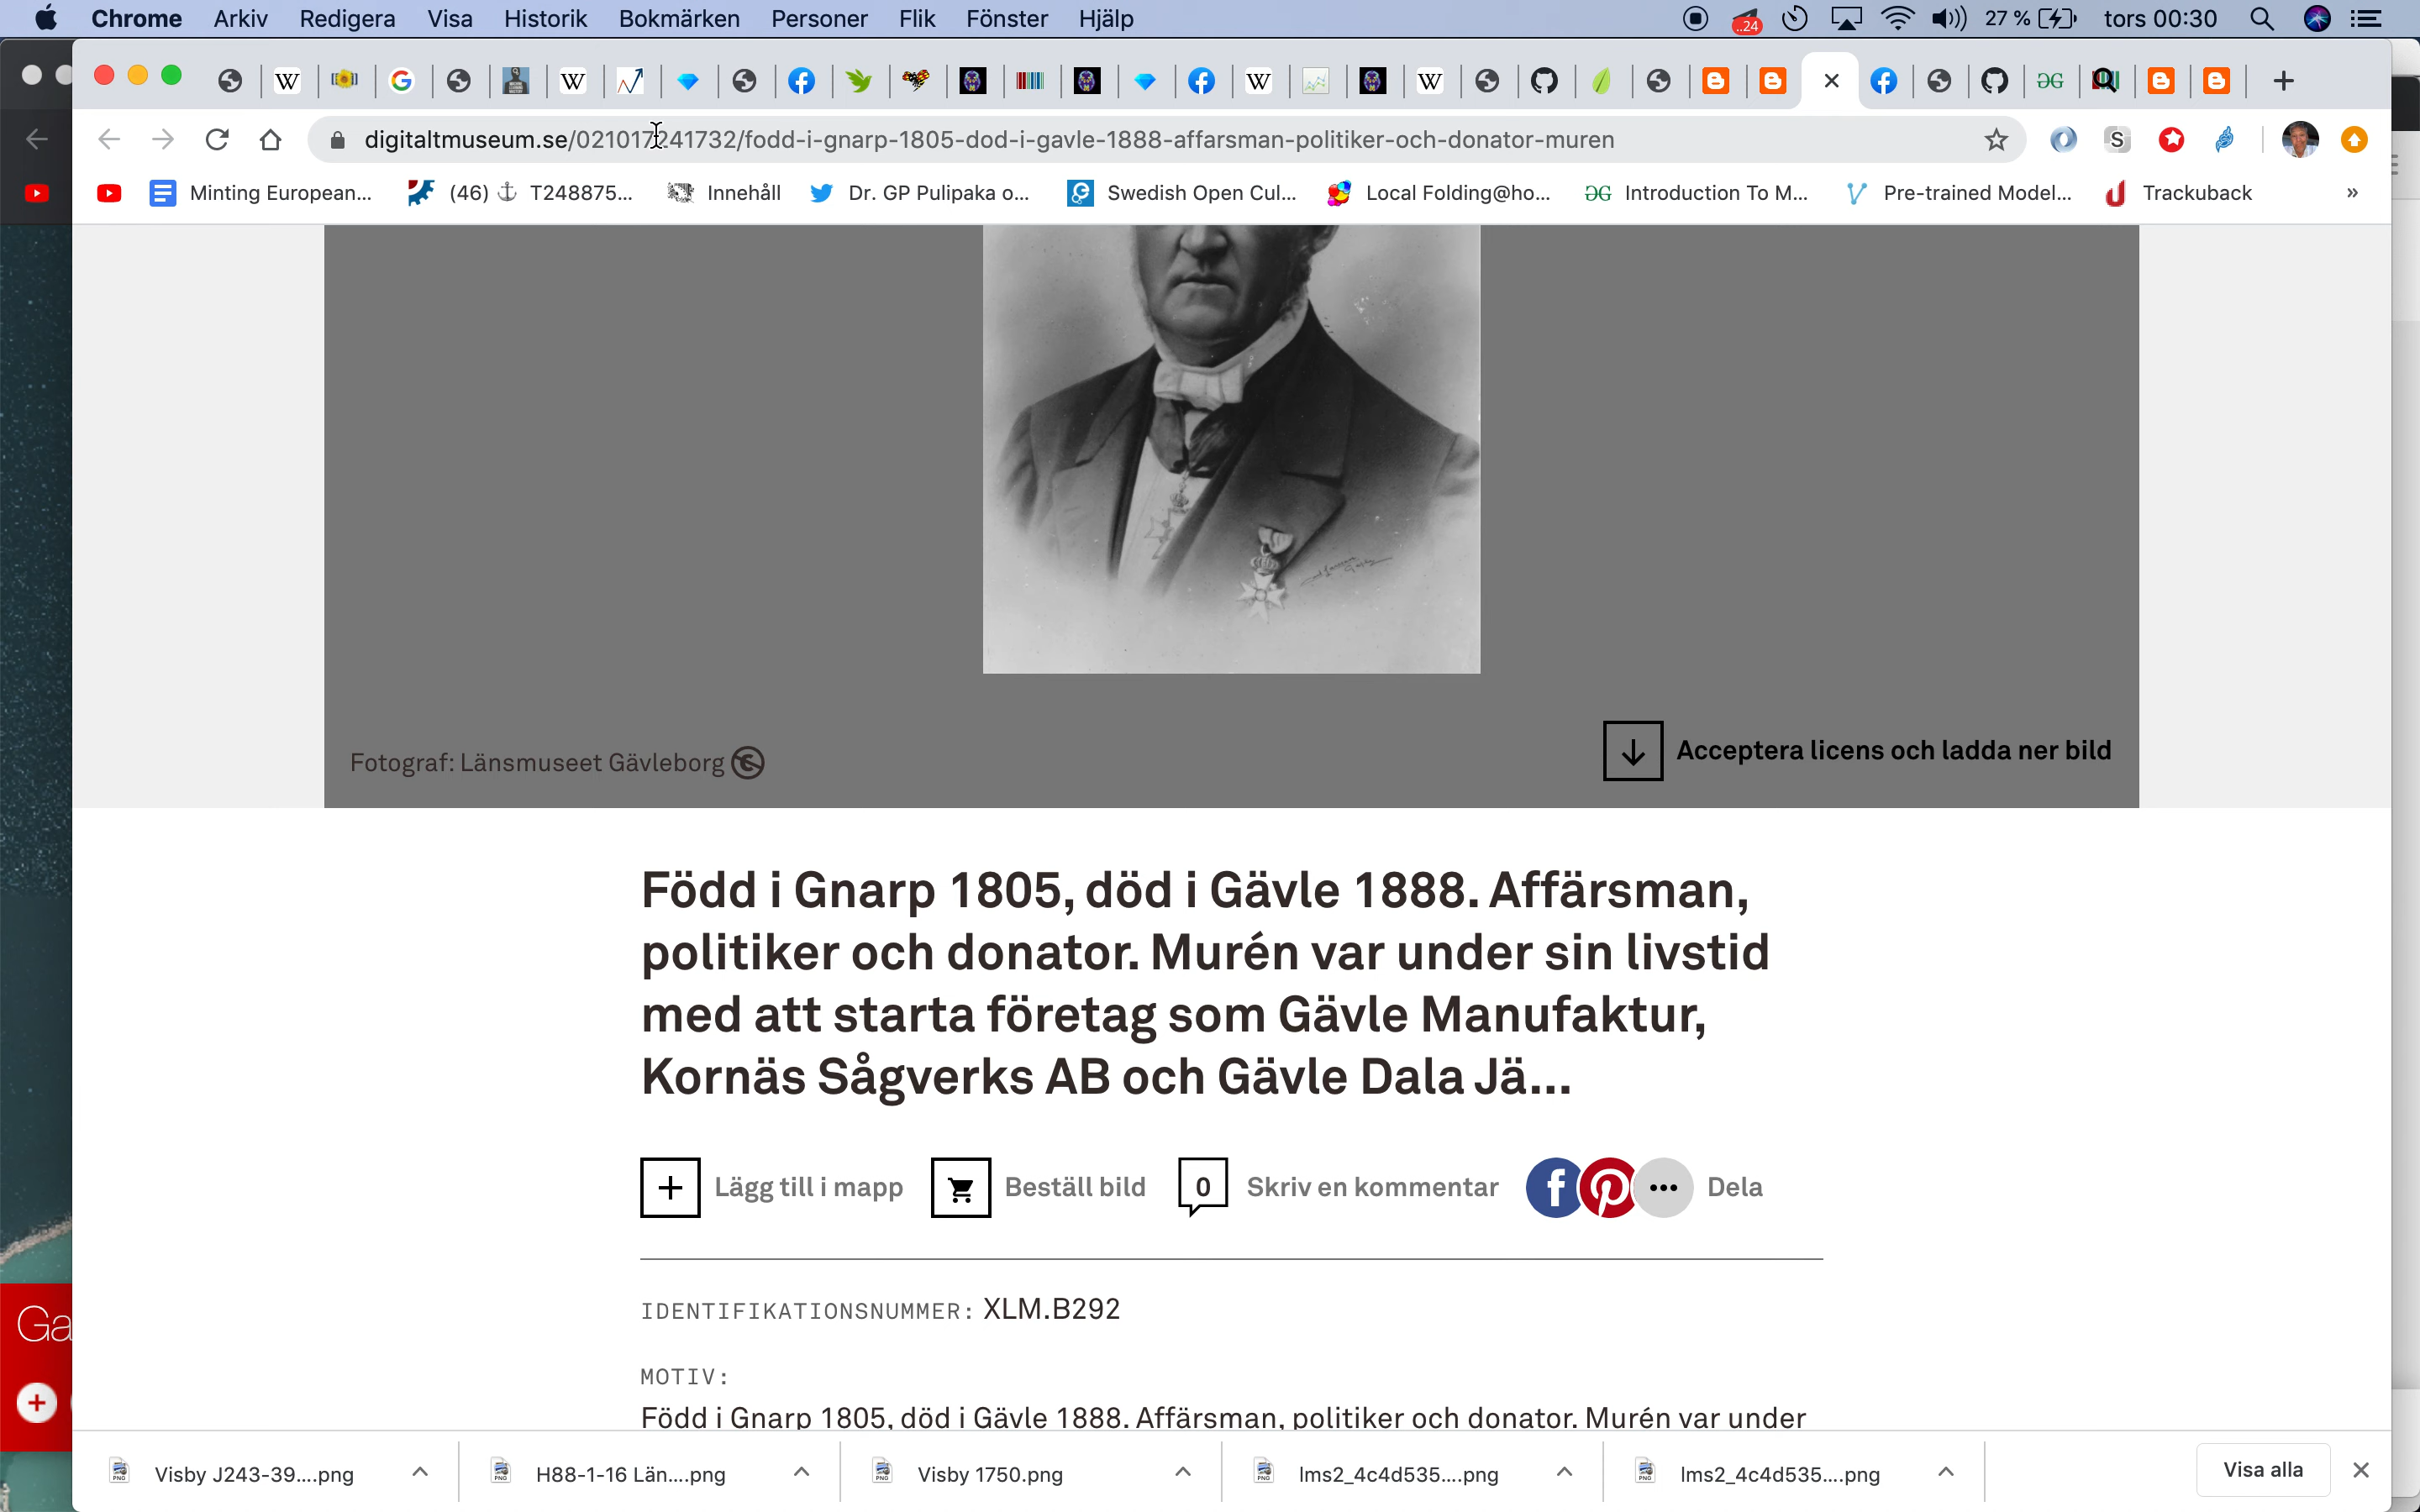 Chrome Arkiv Redigera Visa Historik Bokmärken Personer Flik Fönster Hjälp ..24 27 % tors 00:30
digitaltmuseum.se/021017241732/fodd-i-gnarp-1805-dod-i-gavle-1888-affarsman-politiker-och-donator-muren
Minting European... (46) T248875... Innehåll Dr. GP Pulipaka o... Swedish Open Cul... Local Folding@ho... Introduction To M... Pre-trained Model... Trackuback »
Fotograf: Länsmuseet Gävleborg
Acceptera licens och ladda ner bild
Född i Gnarp 1805, död i Gävle 1888. Affärsman,
politiker och donator. Murén var under sin livstid
med att starta företag som Gävle Manufaktur,
Kornäs Sågverks AB och Gävle Dala Jä...
Lägg till i mapp Beställ bild 0 Skriv en kommentar Dela
IDENTIFIKATIONSNUMMER: XLM.B292
MOTIV:
Född i Gnarp 1805, död i Gävle 1888. Affärsman, politiker och donator. Murén var under
Ga
Visby J243-39....png H88-1-16 Län....png Visby 1750.png lms2_4c4d535....png lms2_4c4d535....png Visa alla